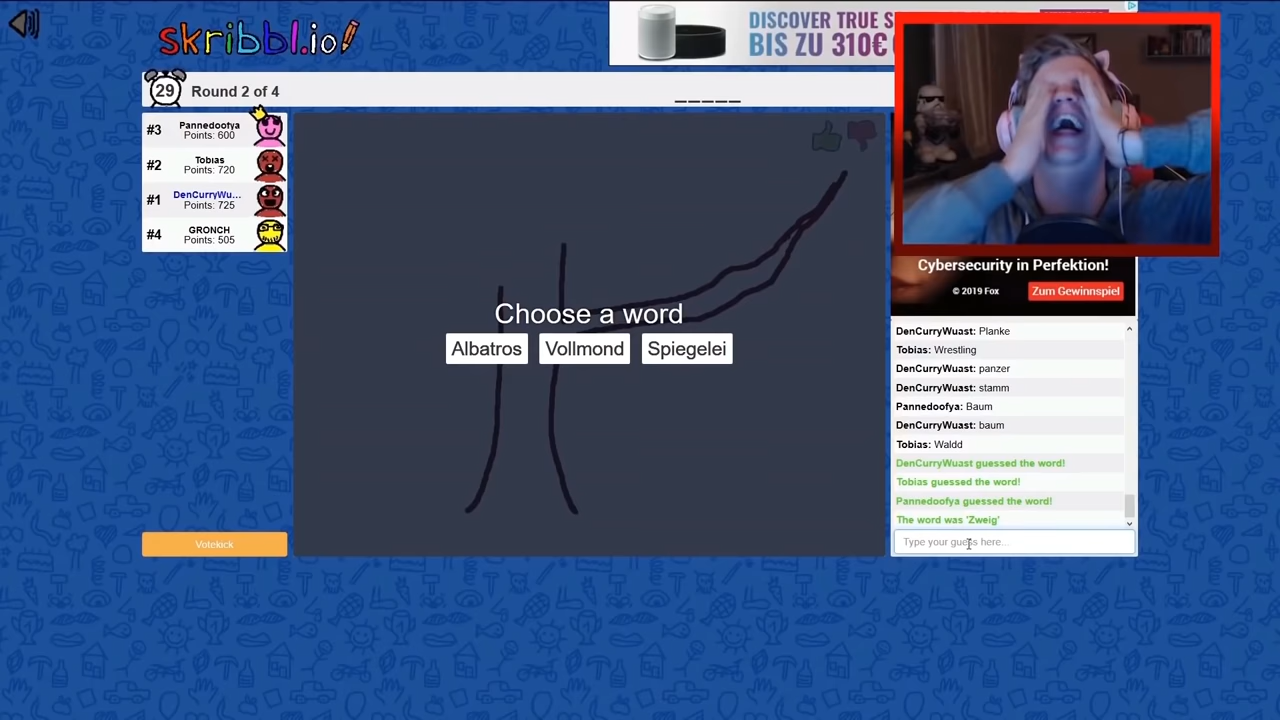 skribbl.io
DISCOVER TRUE S
BIS ZU 310€
29
Round 2 of 4
_____
#3
Pannedoofya
Points: 600
#2
Tobias
Points: 720
#1
DenCurryWu...
Points: 725
#4
GRONCH
Points: 505
Choose a word
Albatros Vollmond Spiegelei
Cybersecurity in Perfektion!
© 2019 Fox
Zum Gewinnspiel
DenCurryWuast: Planke
Tobias: Wrestling
DenCurryWuast: panzer
DenCurryWuast: stamm
Pannedoofya: Baum
DenCurryWuast: baum
Tobias: Waldd
DenCurryWuast guessed the word!
Tobias guessed the word!
Pannedoofya guessed the word!
The word was 'Zweig'
Type your guess here...
Votekick